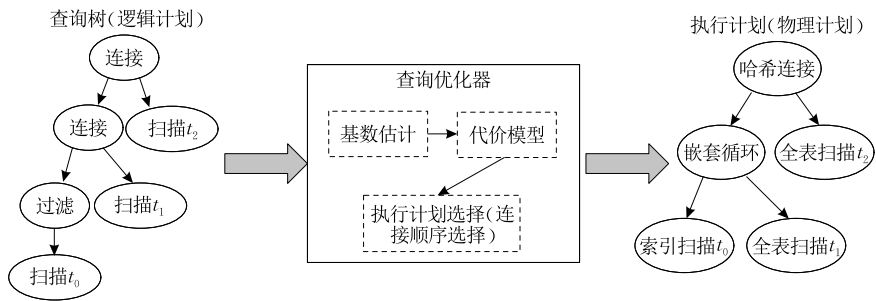 查询树(逻辑计划)
连接
连接
扫描t2
过滤
扫描t1
扫描t0
查询优化器
基数估计
代价模型
执行计划选择(连
接顺序选择)
执行计划(物理计划)
哈希连接
嵌套循环
全表扫描t2
索引扫描t0
全表扫描t1